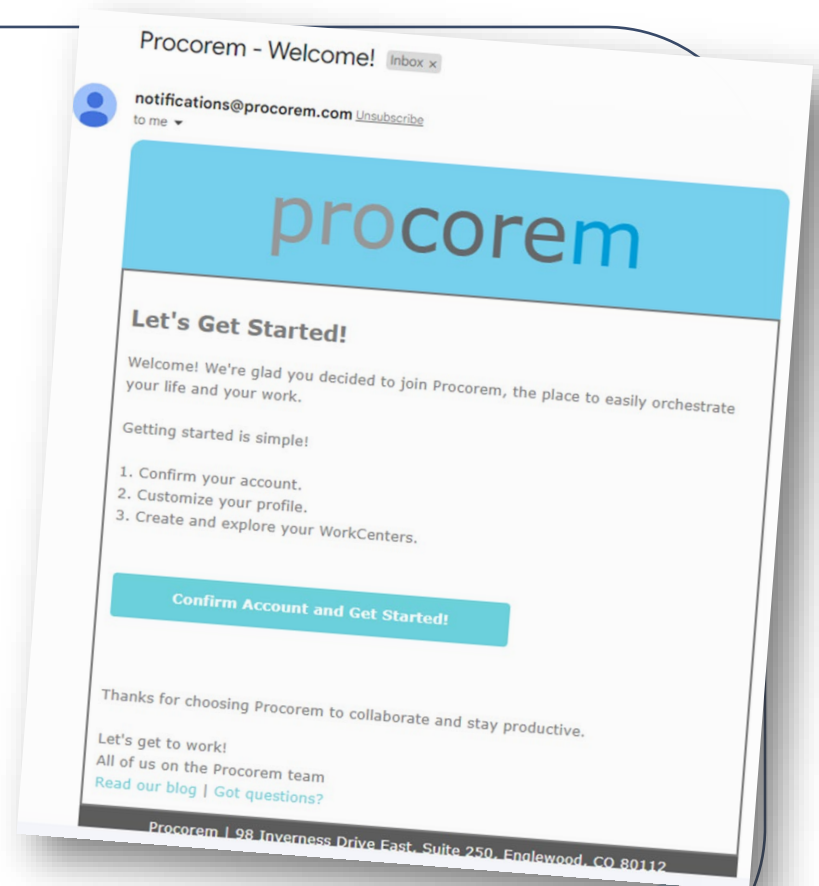 Procorem - Welcome! Inbox ×
notifications@procorem.com Unsubscribe
to me
procorem
Let's Get Started!
Welcome! We're glad you decided to join Procorem, the place to easily orchestrate
your life and your work.
Getting started is simple!
1. Confirm your account.
2. Customize your profile.
3. Create and explore your WorkCenters.
Confirm Account and Get Started!
Thanks for choosing Procorem to collaborate and stay productive.
Let's get to work!
All of us on the Procorem team
Read our blog | Got questions?
Procorem | 98 Inverness Drive East, Suite 250, Englewood, CO 80112